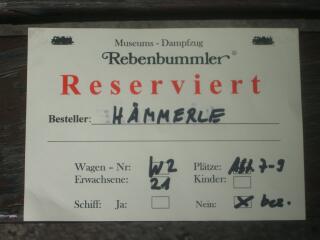 Museums - Dampfzug
Rebenbummler®
Reserviert
Besteller: HÄMMERLE
Wagen - Nr: W2 Plätze: Abt. 7-9
Erwachsene: 21 Kinder:
Schiff: Ja: Nein: X bez.